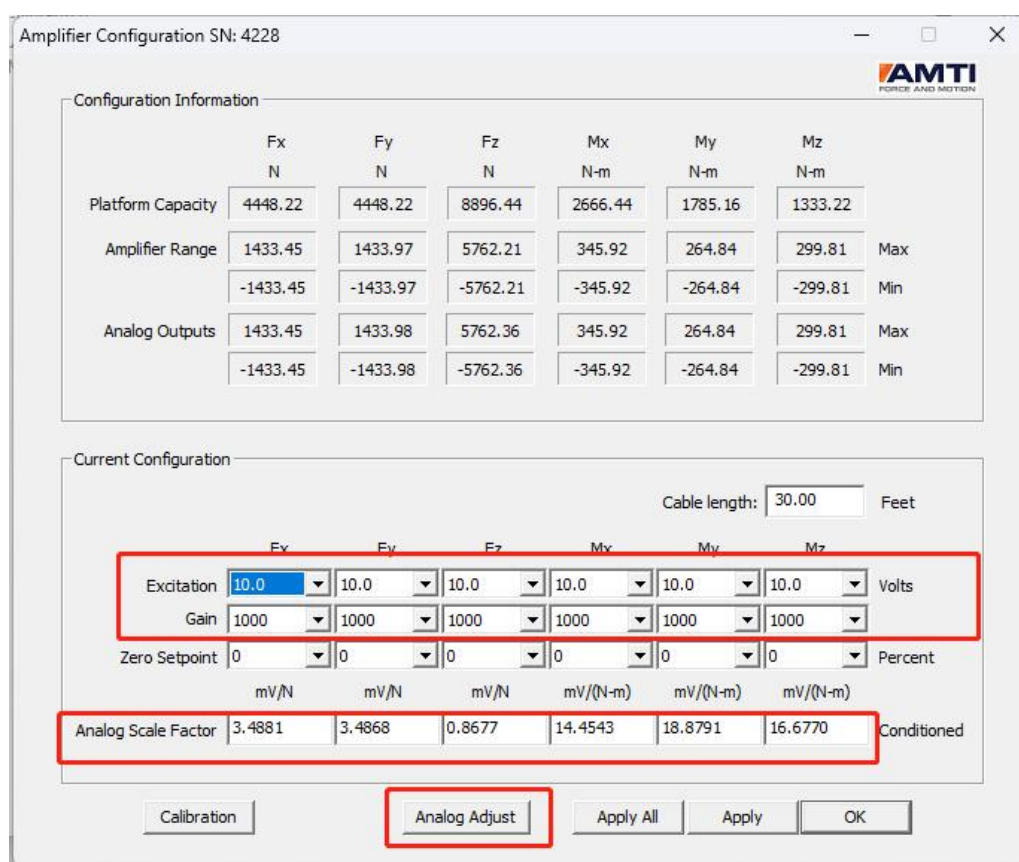 Amplifier Configuration SN: 4228
AMTI
FORCE AND MOTION
Configuration Information
Fx Fy Fz Mx My Mz
N N N N-m N-m N-m
Platform Capacity 4448.22 4448.22 8896.44 2666.44 1785.16 1333.22
Amplifier Range 1433.45 1433.97 5762.21 345.92 264.84 299.81 Max
-1433.45 -1433.97 -5762.21 -345.92 -264.84 -299.81 Min
Analog Outputs 1433.45 1433.98 5762.36 345.92 264.84 299.81 Max
-1433.45 -1433.98 -5762.36 -345.92 -264.84 -299.81 Min
Current Configuration
Cable length: 30.00 Feet
Fx Fy Fz Mx My Mz
Excitation 10.0 10.0 10.0 10.0 10.0 10.0 Volts
Gain 1000 1000 1000 1000 1000 1000
Zero Setpoint 0 0 0 0 0 0 Percent
mV/N mV/N mV/N mV/(N-m) mV/(N-m) mV/(N-m)
Analog Scale Factor 3.4881 3.4868 0.8677 14.4543 18.8791 16.6770 Conditioned
Calibration Analog Adjust Apply All Apply OK